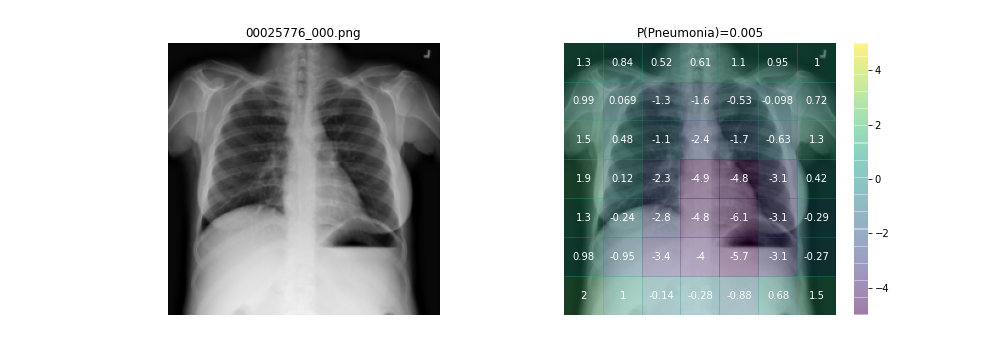 00025776_000.png
P(Pneumonia)=0.005
1.3 0.84 0.52 0.61 1.1 0.95 1
0.99 0.069 -1.3 -1.6 -0.53 -0.098 0.72
1.5 0.48 -1.1 -2.4 -1.7 -0.63 1.3
1.9 0.12 -2.3 -4.9 -4.8 -3.1 0.42
1.3 -0.24 -2.8 -4.8 -6.1 -3.1 -0.29
0.98 -0.95 -3.4 -4 -5.7 -3.1 -0.27
2 1 -0.14 -0.28 -0.88 0.68 1.5
4
2
0
−2
−4